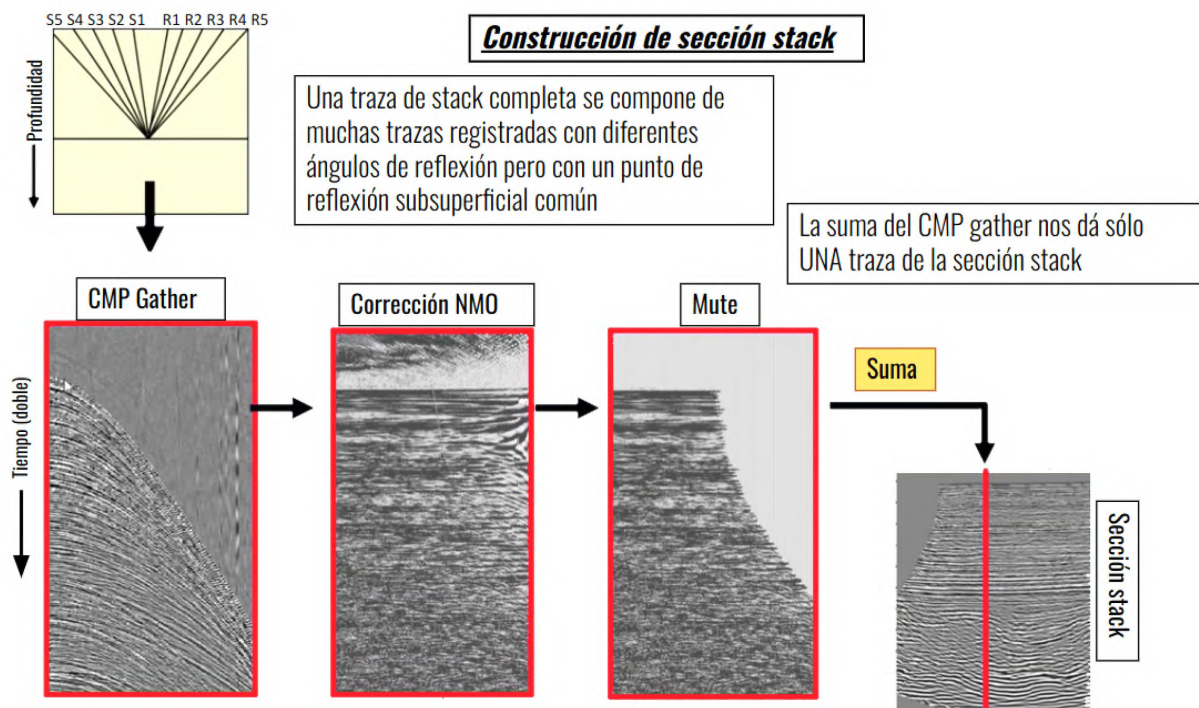 S5 S4 S3 S2 S1 R1 R2 R3 R4 R5
Profundidad
Construcción de sección stack
Una traza de stack completa se compone de
muchas trazas registradas con diferentes
ángulos de reflexión pero con un punto de
reflexión subsuperficial común
La suma del CMP gather nos dá sólo
UNA traza de la sección stack
CMP Gather
Corrección NMO
Mute
Suma
Tiempo (doble)
Sección stack